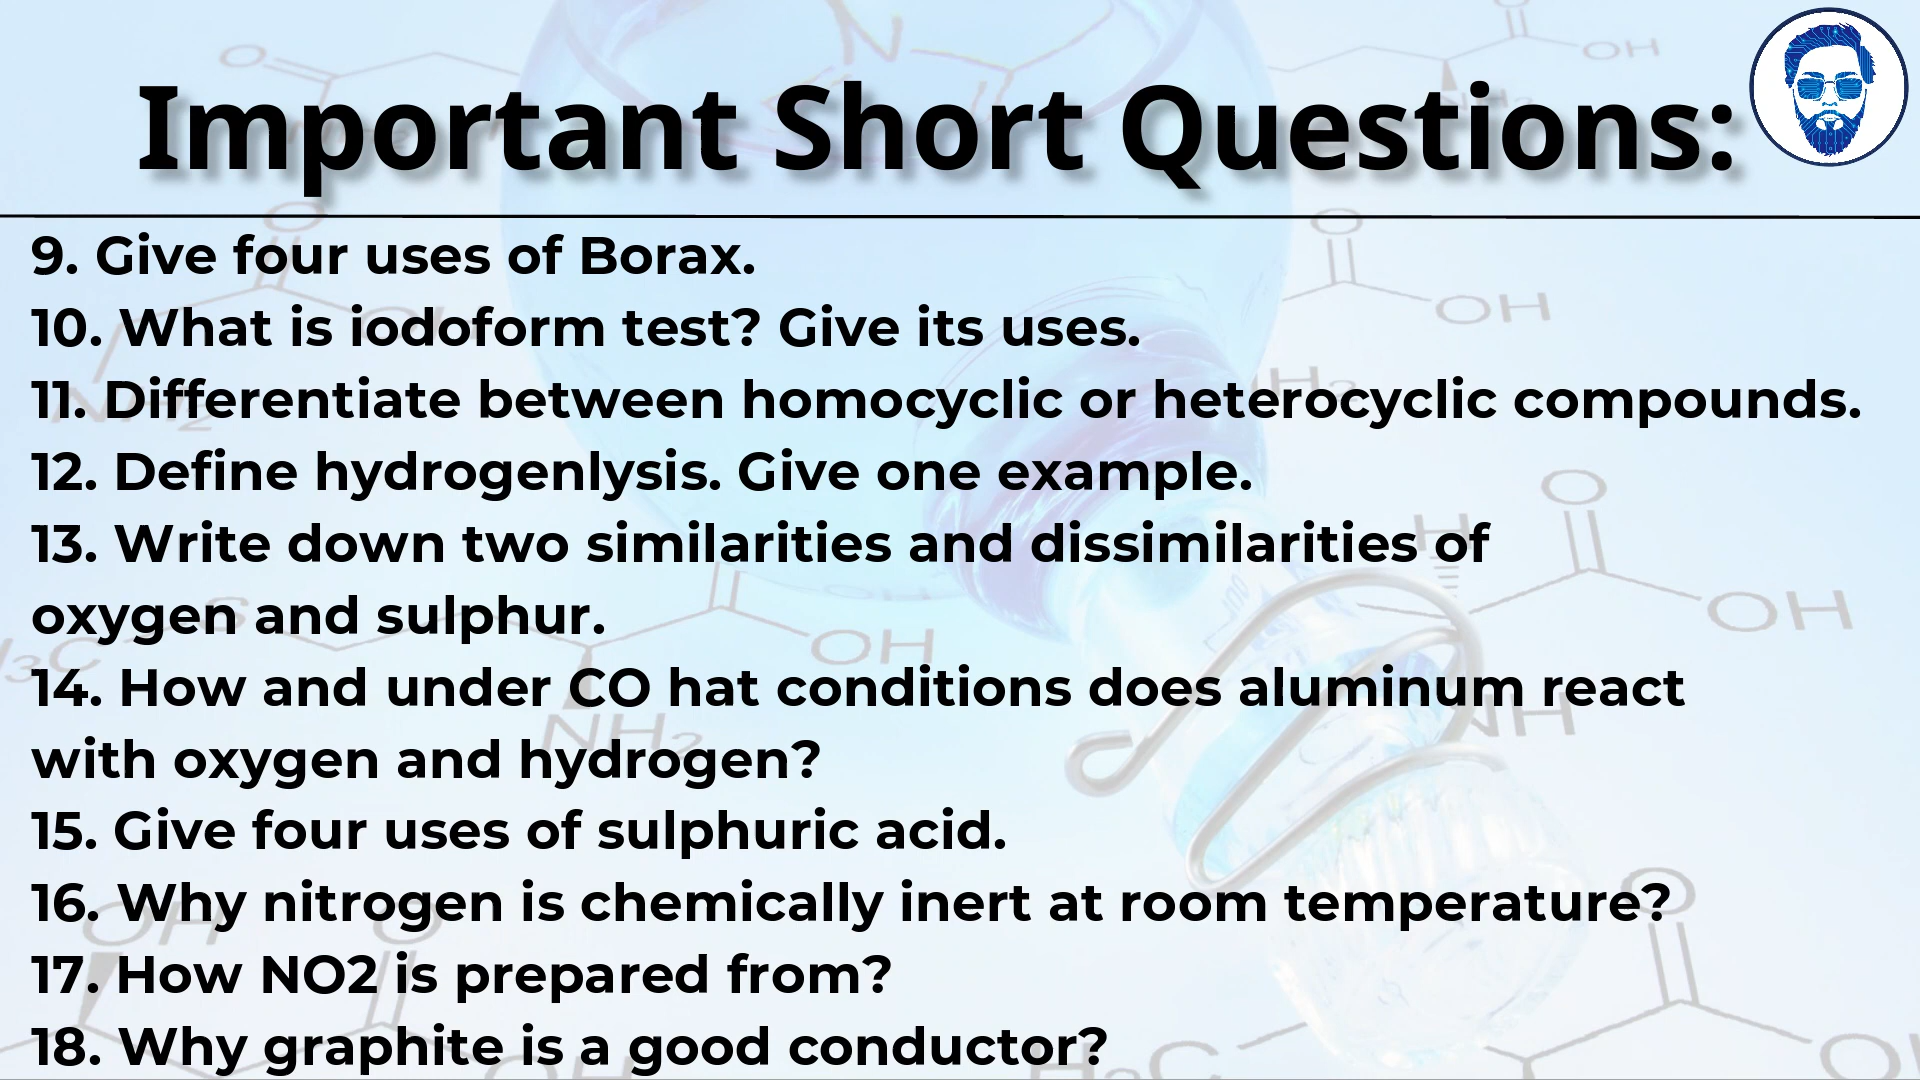 Important Short Questions:
9. Give four uses of Borax.
10. What is iodoform test? Give its uses.
11. Differentiate between homocyclic or heterocyclic compounds.
12. Define hydrogenlysis. Give one example.
13. Write down two similarities and dissimilarities of
oxygen and sulphur.
14. How and under CO hat conditions does aluminum react
with oxygen and hydrogen?
15. Give four uses of sulphuric acid.
16. Why nitrogen is chemically inert at room temperature?
17. How NO2 is prepared from?
18. Why graphite is a good conductor?